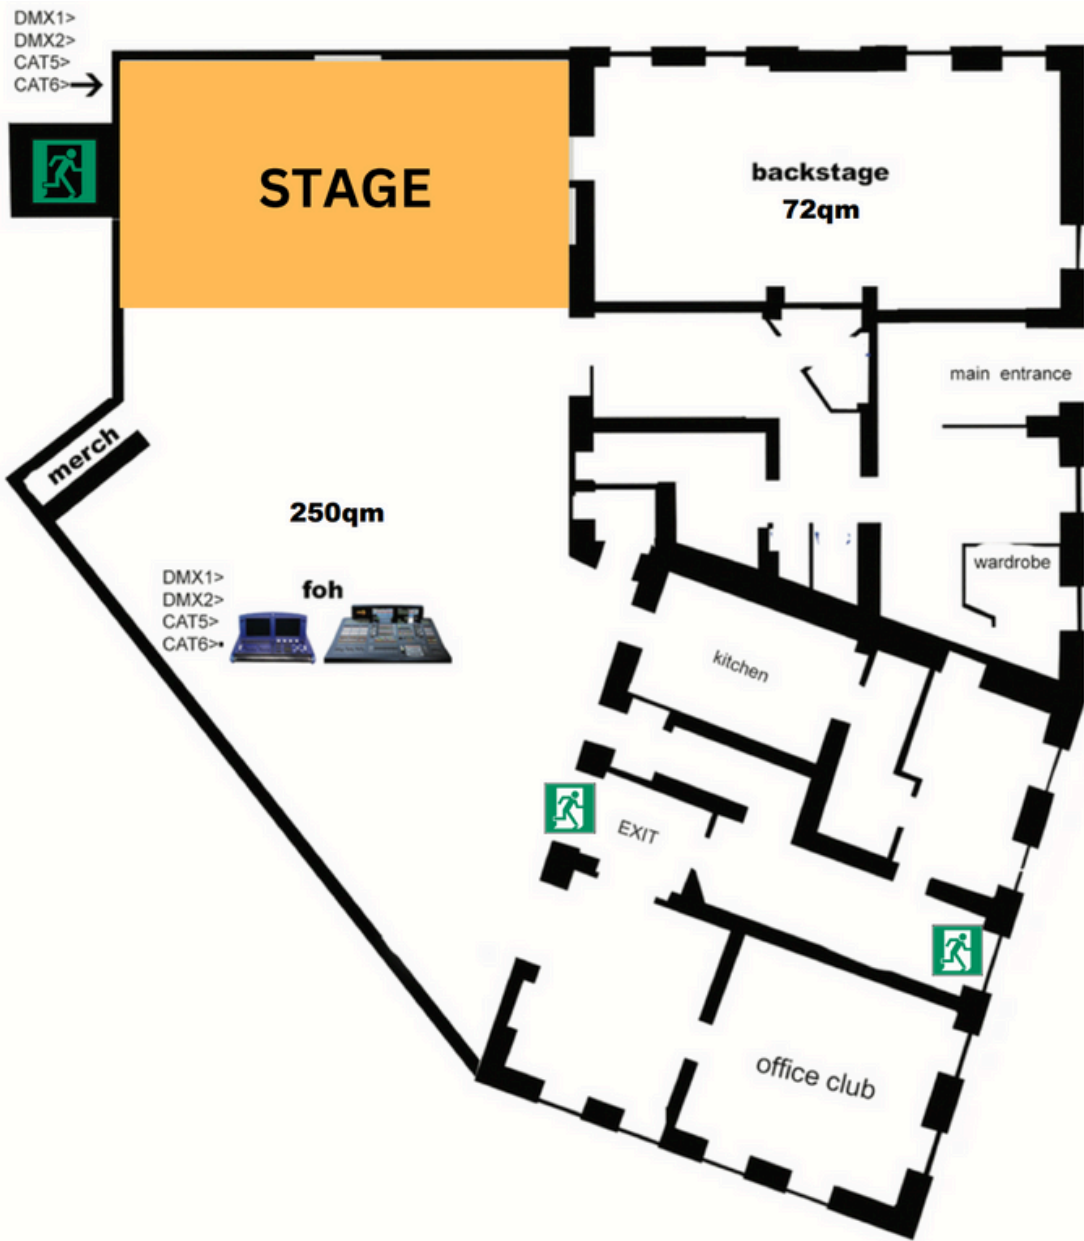 DMX1>
DMX2>
CAT5>
CAT6>
STAGE
backstage
72qm
main entrance
merch
250qm
wardrobe
DMX1>
DMX2>
CAT5>
CAT6>
foh
kitchen
EXIT
office club